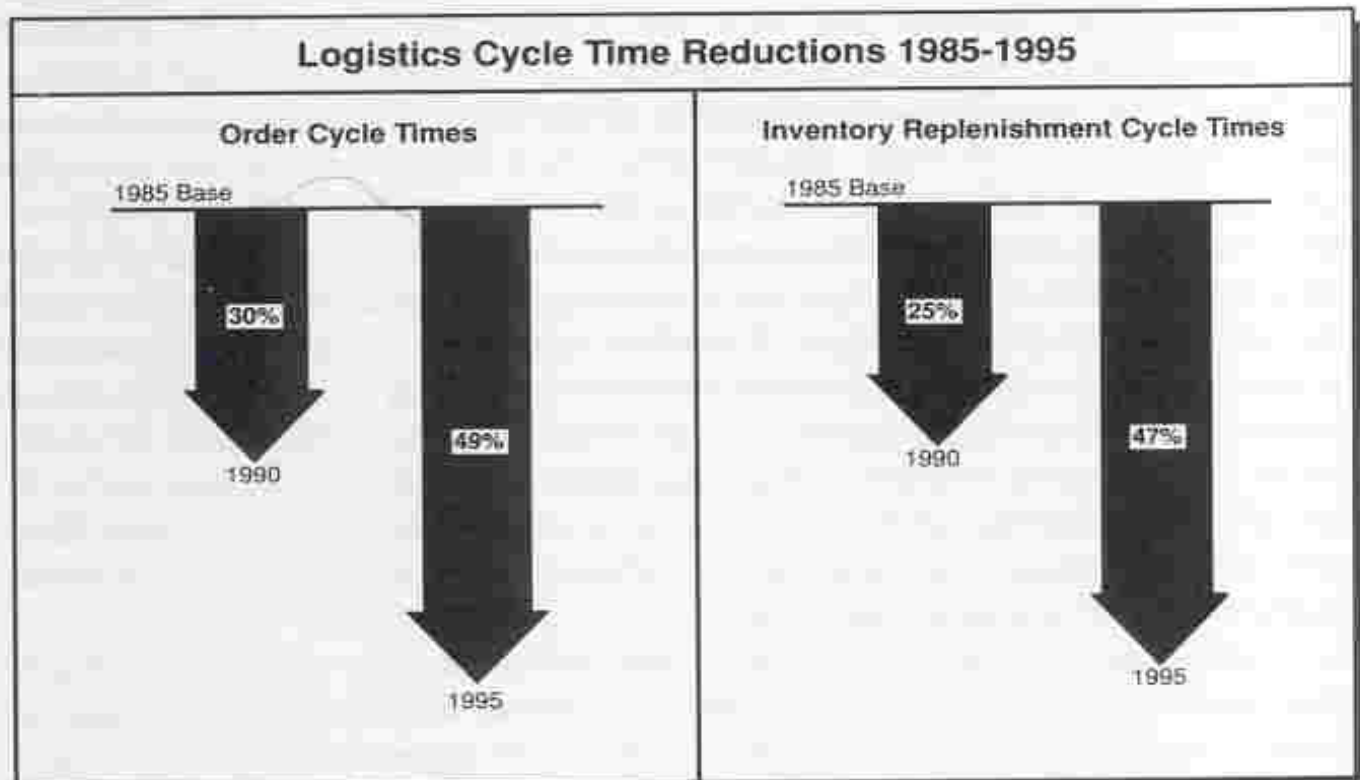 Logistics Cycle Time Reductions 1985-1995
Order Cycle Times
1985 Base
30%
1990
49%
1995
Inventory Replenishment Cycle Times
1985 Base
25%
1990
47%
1995